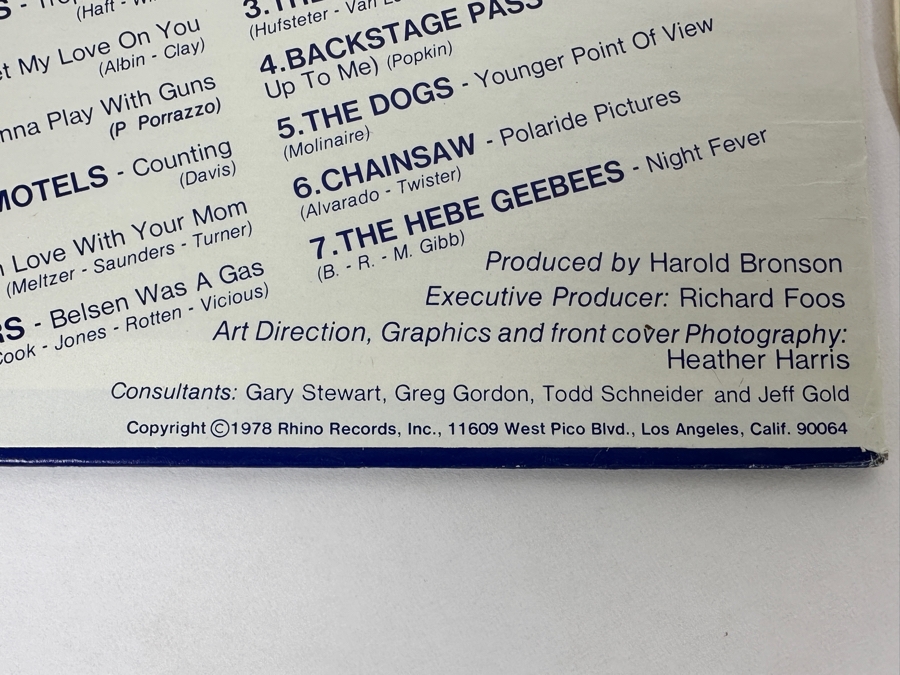 (Haft -
et My Love On You
(Albin - Clay)
nna Play With Guns
(P Porrazzo)
MOTELS - Counting
(Davis)
Love With Your Mom
(Meltzer - Saunders - Turner)
RS - Belsen Was A Gas
Cook - Jones - Rotten - Vicious)
3.
(Hufsteter -
4.BACKSTAGE PASS
Up To Me) (Popkin)
5.THE DOGS - Younger Point Of View
(Molinaire)
6.CHAINSAW - Polaride Pictures
(Alvarado - Twister)
7.THE HEBE GEEBEES - Night Fever
(B. - R. - M. Gibb)
Produced by Harold Bronson
Executive Producer: Richard Foos
Art Direction, Graphics and front cover Photography:
Heather Harris
Consultants: Gary Stewart, Greg Gordon, Todd Schneider and Jeff Gold
Copyright ©1978 Rhino Records, Inc., 11609 West Pico Blvd., Los Angeles, Calif. 90064